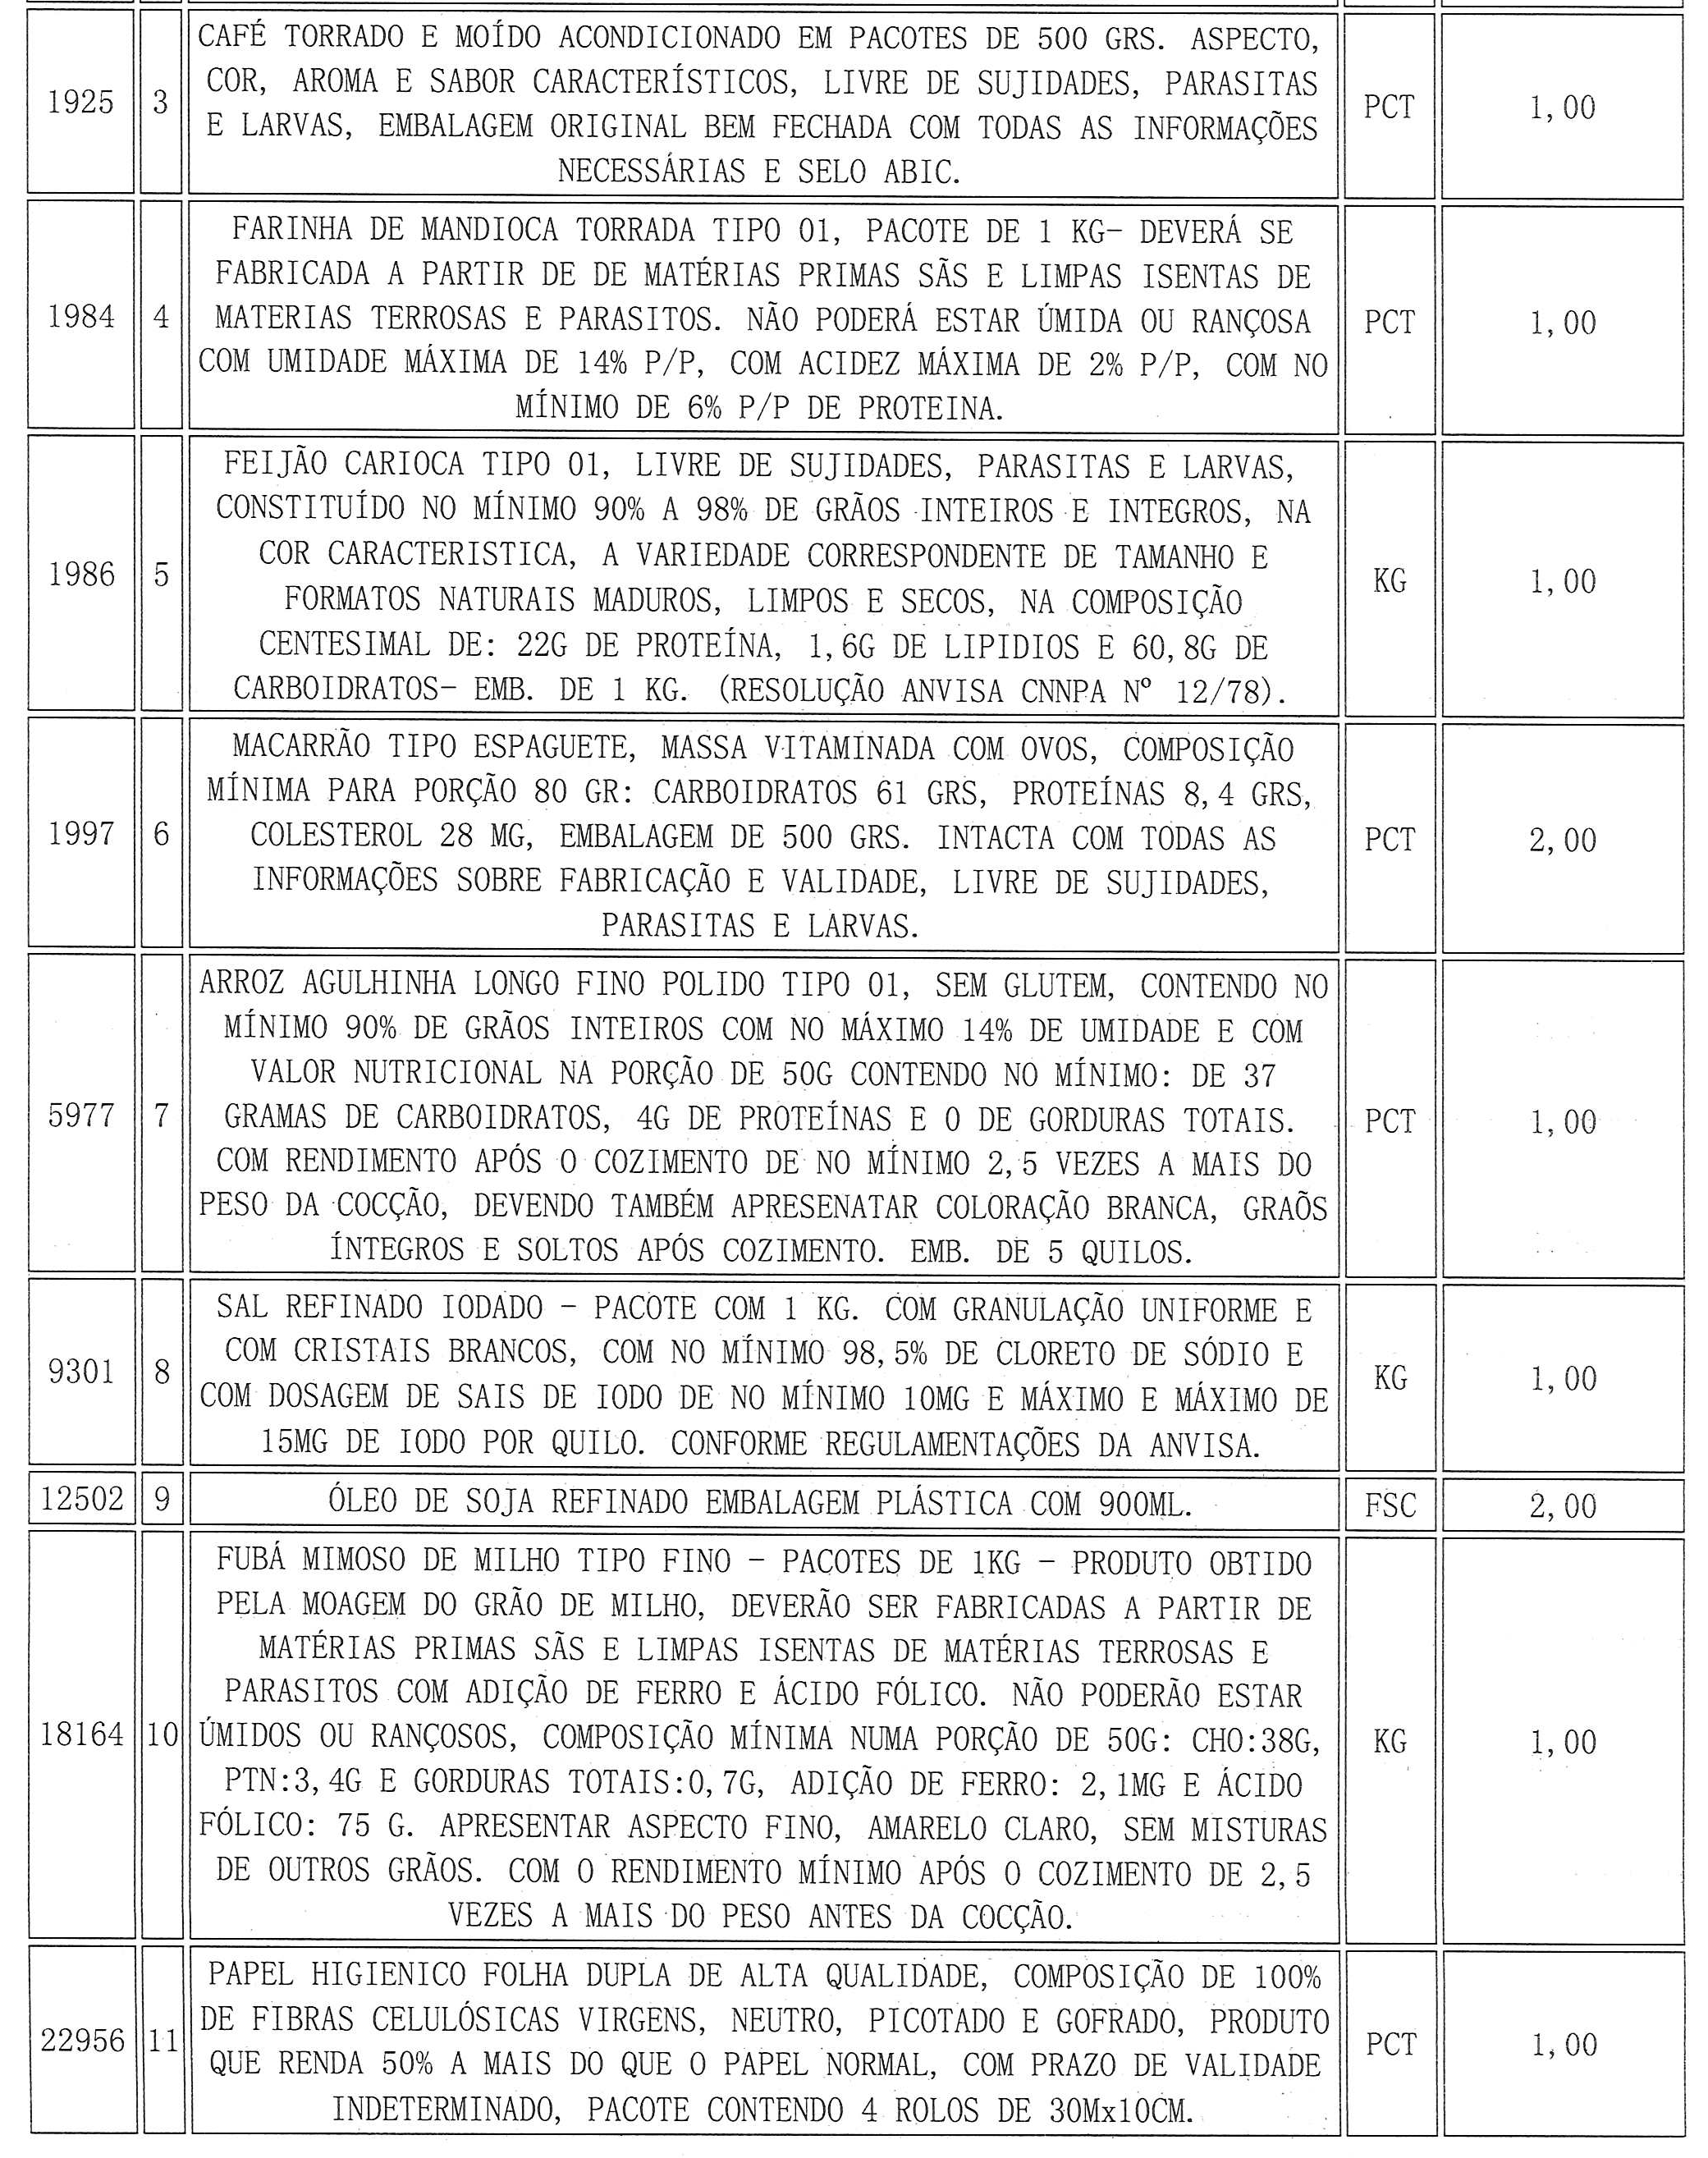 CAFÉ TORRADO E MOÍDO ACONDICIONADO EM PACOTES DE 500 GRS. ASPECTO,
COR, AROMA E SABOR CARACTERÍSTICOS, LIVRE DE SUJIDADES, PARASITAS
1925 3 E LARVAS, EMBALAGEM ORIGINAL BEM FECHADA COM TODAS AS INFORMAÇÕES PCT 1,00
NECESSÁRIAS E SELO ABIC.
FARINHA DE MANDIOCA TORRADA TIPO 01, PACOTE DE 1 KG- DEVERÁ SE
FABRICADA A PARTIR DE DE MATÉRIAS PRIMAS SÃS E LIMPAS ISENTAS DE
1984 4 MATERIAS TERROSAS E PARASITOS. NÃO PODERÁ ESTAR ÚMIDA OU RANÇOSA PCT 1,00
COM UMIDADE MÁXIMA DE 14% P/P, COM ACIDEZ MÁXIMA DE 2% P/P, COM NO
MÍNIMO DE 6% P/P DE PROTEINA.
FEIJÃO CARIOCA TIPO 01, LIVRE DE SUJIDADES, PARASITAS E LARVAS,
CONSTITUÍDO NO MÍNIMO 90% A 98% DE GRÃOS INTEIROS E INTEGROS, NA
COR CARACTERISTICA, A VARIEDADE CORRESPONDENTE DE TAMANHO E
1986 5 FORMATOS NATURAIS MADUROS, LIMPOS E SECOS, NA COMPOSIÇÃO KG 1,00
CENTESIMAL DE: 22G DE PROTEÍNA, 1,6G DE LIPIDIOS E 60,8G DE
CARBOIDRATOS- EMB. DE 1 KG. (RESOLUÇÃO ANVISA CNNPA Nº 12/78).
MACARRÃO TIPO ESPAGUETE, MASSA VITAMINADA COM OVOS, COMPOSIÇÃO
MÍNIMA PARA PORÇÃO 80 GR: CARBOIDRATOS 61 GRS, PROTEÍNAS 8,4 GRS,
1997 6 COLESTEROL 28 MG, EMBALAGEM DE 500 GRS. INTACTA COM TODAS AS PCT 2,00
INFORMAÇÕES SOBRE FABRICAÇÃO E VALIDADE, LIVRE DE SUJIDADES,
PARASITAS E LARVAS.
ARROZ AGULHINHA LONGO FINO POLIDO TIPO 01, SEM GLUTEM, CONTENDO NO
MÍNIMO 90% DE GRÃOS INTEIROS COM NO MÁXIMO 14% DE UMIDADE E COM
VALOR NUTRICIONAL NA PORÇÃO DE 50G CONTENDO NO MÍNIMO: DE 37
5977 7 GRAMAS DE CARBOIDRATOS, 4G DE PROTEÍNAS E 0 DE GORDURAS TOTAIS. PCT 1,00
COM RENDIMENTO APÓS O COZIMENTO DE NO MÍNIMO 2,5 VEZES A MAIS DO
PESO DA COCÇÃO, DEVENDO TAMBÉM APRESENATAR COLORAÇÃO BRANCA, GRAÕS
ÍNTEGROS E SOLTOS APÓS COZIMENTO. EMB. DE 5 QUILOS.
SAL REFINADO IODADO - PACOTE COM 1 KG. COM GRANULAÇÃO UNIFORME E
COM CRISTAIS BRANCOS, COM NO MÍNIMO 98,5% DE CLORETO DE SÓDIO E
9301 8 COM DOSAGEM DE SAIS DE IODO DE NO MÍNIMO 10MG E MÁXIMO E MÁXIMO DE KG 1,00
15MG DE IODO POR QUILO. CONFORME REGULAMENTAÇÕES DA ANVISA.
12502 9 ÓLEO DE SOJA REFINADO EMBALAGEM PLÁSTICA COM 900ML. FSC 2,00
FUBÁ MIMOSO DE MILHO TIPO FINO - PACOTES DE 1KG - PRODUTO OBTIDO
PELA MOAGEM DO GRÃO DE MILHO, DEVERÃO SER FABRICADAS A PARTIR DE
MATÉRIAS PRIMAS SÃS E LIMPAS ISENTAS DE MATÉRIAS TERROSAS E
PARASITOS COM ADIÇÃO DE FERRO E ÁCIDO FÓLICO. NÃO PODERÃO ESTAR
18164 10 ÚMIDOS OU RANÇOSOS, COMPOSIÇÃO MÍNIMA NUMA PORÇÃO DE 50G: CHO:38G, KG 1,00
PTN:3,4G E GORDURAS TOTAIS:0,7G, ADIÇÃO DE FERRO: 2,1MG E ÁCIDO
FÓLICO: 75 G. APRESENTAR ASPECTO FINO, AMARELO CLARO, SEM MISTURAS
DE OUTROS GRÃOS. COM O RENDIMENTO MÍNIMO APÓS O COZIMENTO DE 2,5
VEZES A MAIS DO PESO ANTES DA COCÇÃO.
PAPEL HIGIENICO FOLHA DUPLA DE ALTA QUALIDADE, COMPOSIÇÃO DE 100%
DE FIBRAS CELULÓSICAS VIRGENS, NEUTRO, PICOTADO E GOFRADO, PRODUTO
22956 11 QUE RENDA 50% A MAIS DO QUE O PAPEL NORMAL, COM PRAZO DE VALIDADE PCT 1,00
INDETERMINADO, PACOTE CONTENDO 4 ROLOS DE 30Mx10CM.